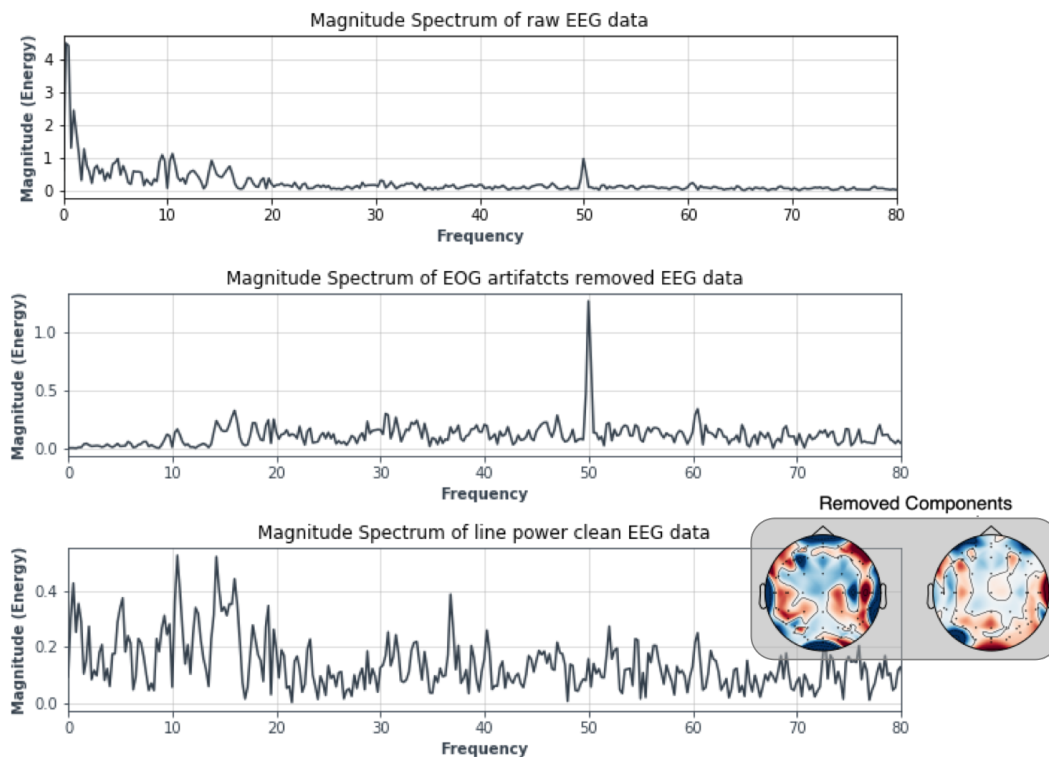 Magnitude Spectrum of raw EEG data
Magnitude (Energy)
4
3
2
1
0
0 10 20 30 40 50 60 70 80
Frequency
Magnitude Spectrum of EOG artifatcts removed EEG data
Magnitude (Energy)
1.0
0.5
0.0
0 10 20 30 40 50 60 70 80
Frequency
Removed Components
Magnitude Spectrum of line power clean EEG data
Magnitude (Energy)
0.4
0.2
0.0
0 10 20 30 40 50 60 70 80
Frequency